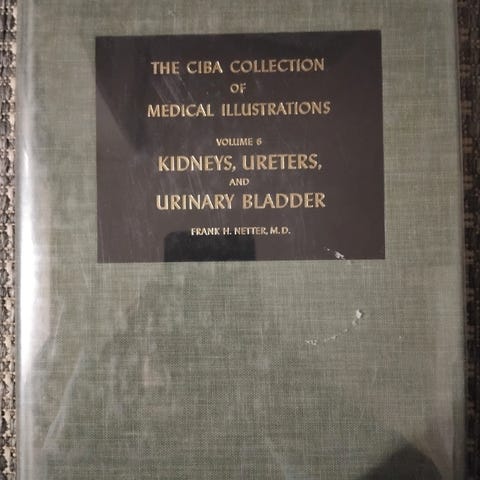 THE CIBA COLLECTION
OF
MEDICAL ILLUSTRATIONS
VOLUME 6
KIDNEYS, URETERS,
AND
URINARY BLADDER
FRANK H. NETTER, M.D.